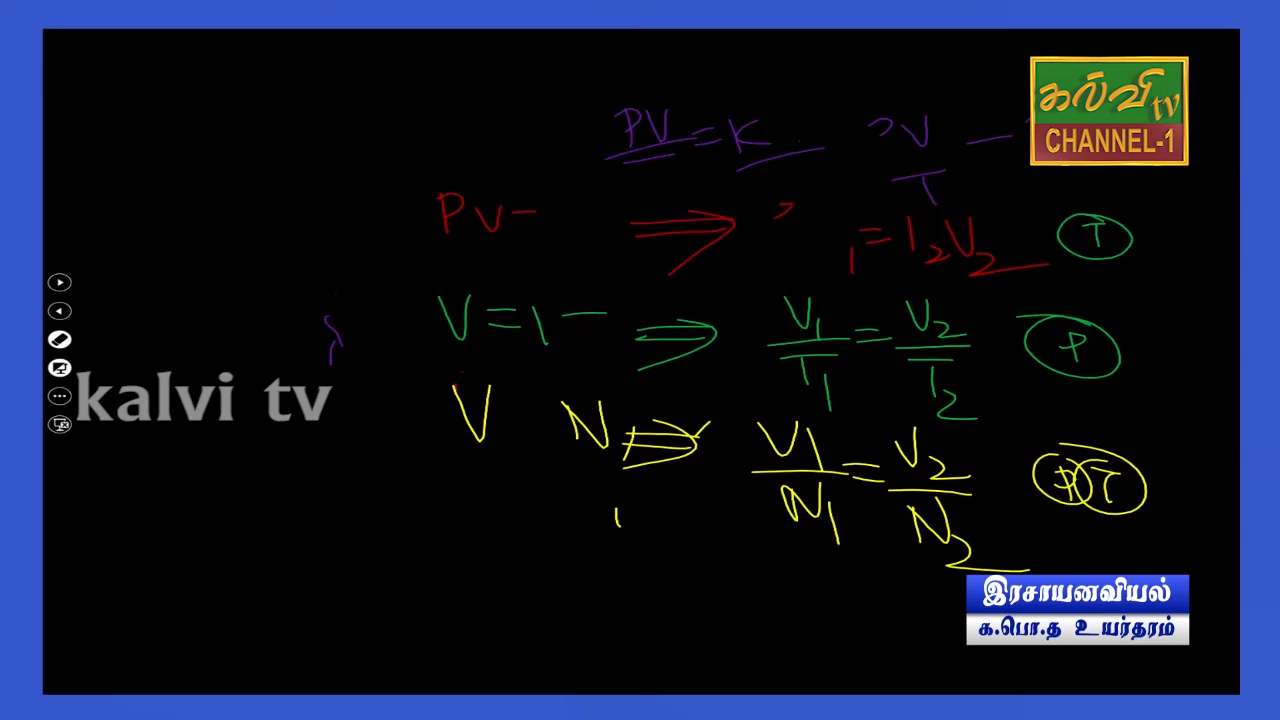 கல்வி tv
CHANNEL-1
PV = K
V
T
PV -
= 2V2
T
V =
V1/T1 = V2/T2
P
kalvi tv
V N
V1/N1 = V2/N2
P T
இரசாயனவியல்
க.பொ.த உயர்தரம்